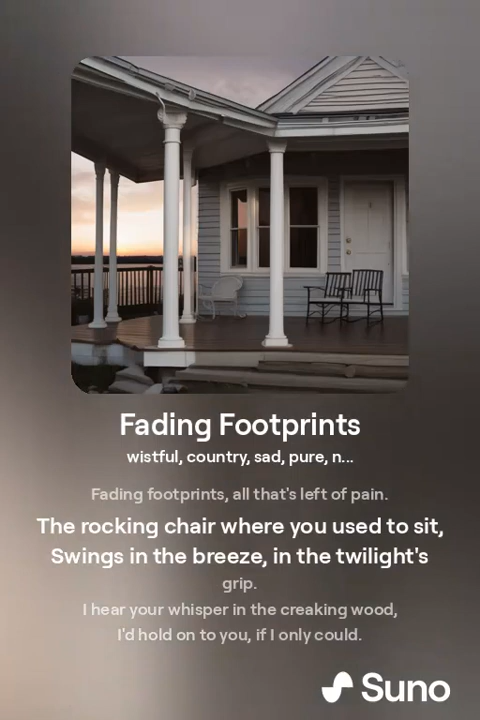 Fading Footprints
wistful, country, sad, pure, n...
Fading footprints, all that's left of pain.
The rocking chair where you used to sit,
Swings in the breeze, in the twilight's
grip.
I hear your whisper in the creaking wood,
I'd hold on to you, if I only could.
Suno